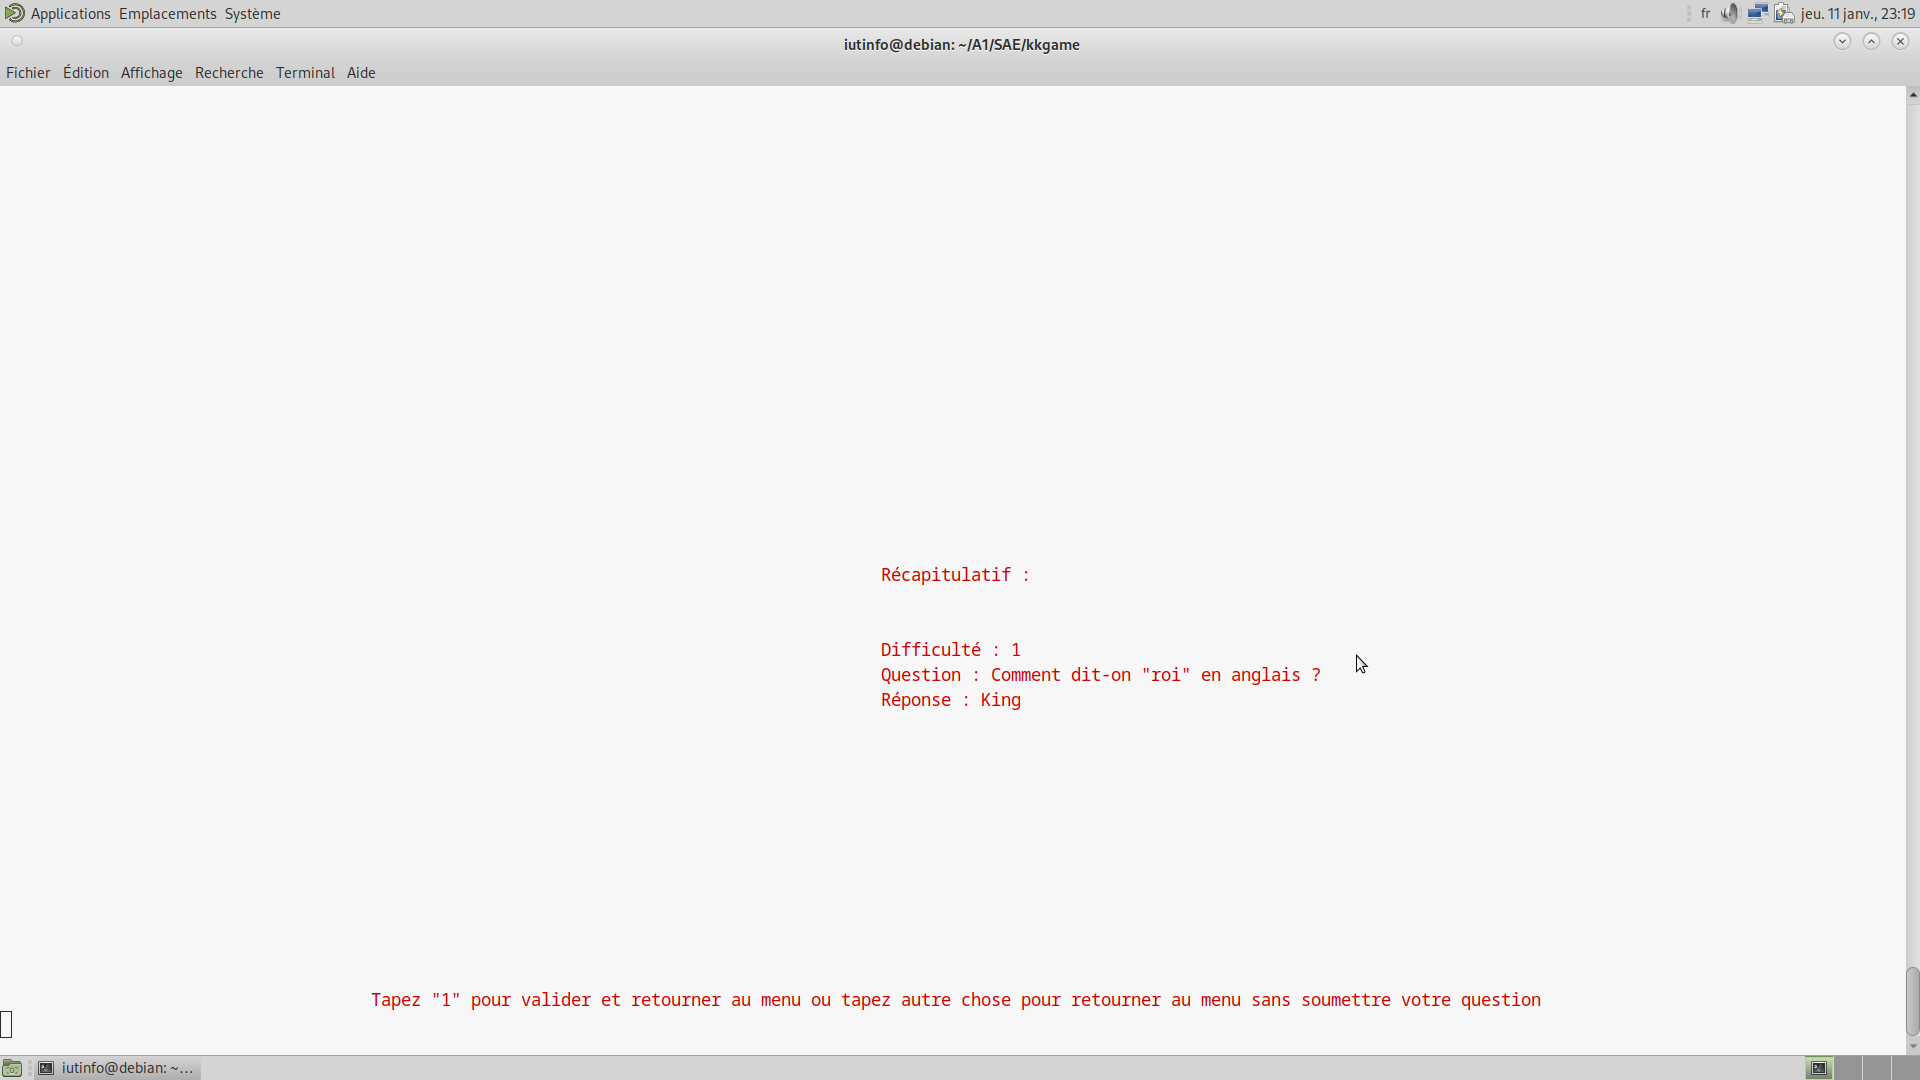 Applications Emplacements Système
fr jeu. 11 janv., 23:19
iutinfo@debian: ~/A1/SAE/kkgame
Fichier Édition Affichage Recherche Terminal Aide
Récapitulatif :
Difficulté : 1
Question : Comment dit-on "roi" en anglais ?
Réponse : King
Tapez "1" pour valider et retourner au menu ou tapez autre chose pour retourner au menu sans soumettre votre question
iutinfo@debian: ~…